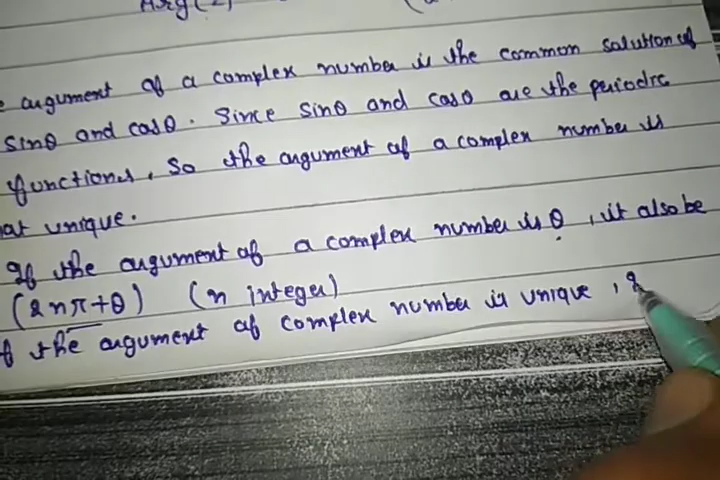 Arg(z)
argument of a complex number is the common solution of
sinθ and cosθ. Since sinθ and cosθ are the periodic
functions, so the argument of a complex number is
not unique.
If the argument of a complex number is θ, it also be
(2nπ+θ) (n integer)
If the argument of complex number is unique,